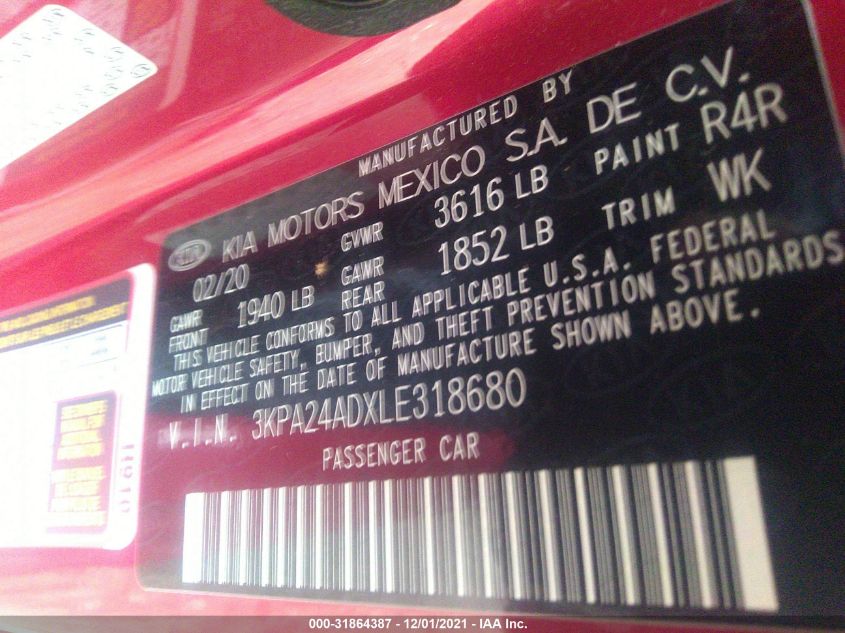 MANUFACTURED BY
KIA KIA MOTORS MEXICO S.A. DE C.V.
02/20 GVWR 3616 LB PAINT R4R
GAWR FRONT 1940 LB GAWR REAR 1852 LB TRIM WK
THIS VEHICLE CONFORMS TO ALL APPLICABLE U.S.A. FEDERAL
MOTOR VEHICLE SAFETY, BUMPER, AND THEFT PREVENTION STANDARDS
IN EFFECT ON THE DATE OF MANUFACTURE SHOWN ABOVE.
V.I.N. 3KPA24ADXLE318680
PASSENGER CAR
000-31864387 - 12/01/2021 - IAA Inc.